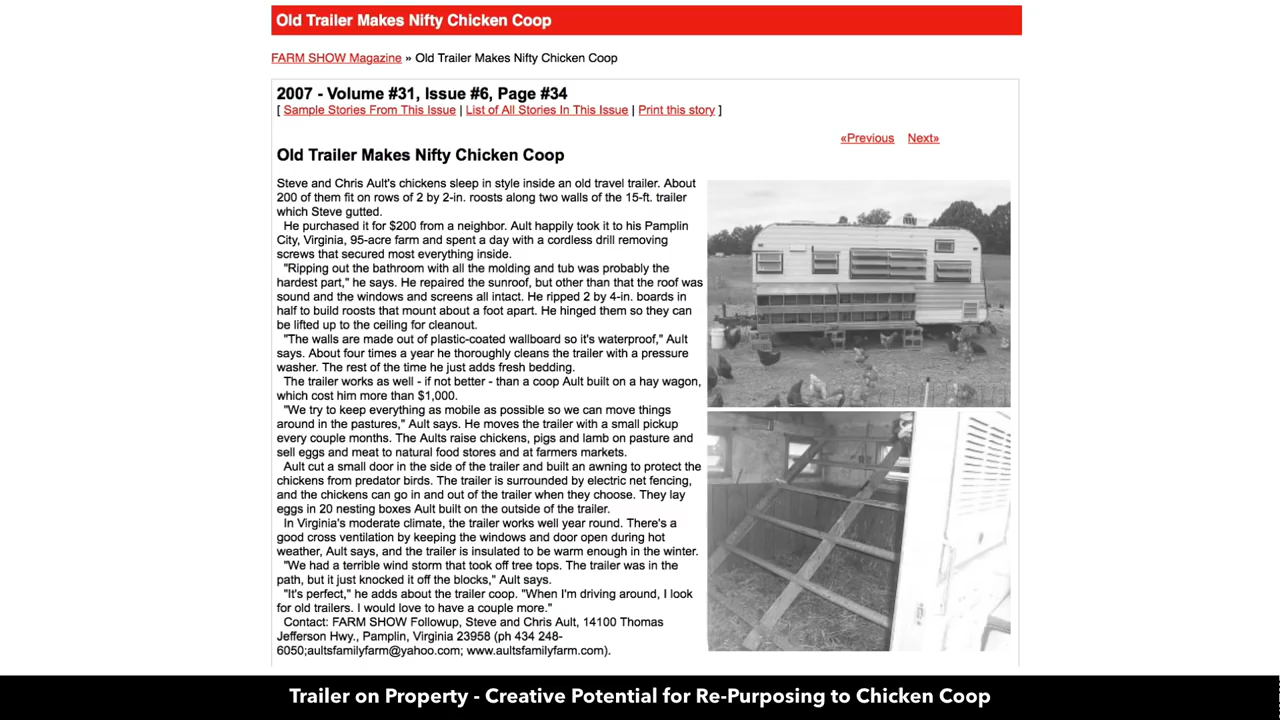 Old Trailer Makes Nifty Chicken Coop
FARM SHOW Magazine » Old Trailer Makes Nifty Chicken Coop
2007 - Volume #31, Issue #6, Page #34
[ Sample Stories From This Issue | List of All Stories In This Issue | Print this story ]
«Previous Next»
Old Trailer Makes Nifty Chicken Coop
Steve and Chris Ault's chickens sleep in style inside an old travel trailer. About
200 of them fit on rows of 2 by 2-in. roosts along two walls of the 15-ft. trailer
which Steve gutted.
He purchased it for $200 from a neighbor. Ault happily took it to his Pamplin
City, Virginia, 95-acre farm and spent a day with a cordless drill removing
screws that secured most everything inside.
"Ripping out the bathroom with all the molding and tub was probably the
hardest part," he says. He repaired the sunroof, but other than that the roof was
sound and the windows and screens all intact. He ripped 2 by 4-in. boards in
half to build roosts that mount about a foot apart. He hinged them so they can
be lifted up to the ceiling for cleanout.
"The walls are made out of plastic-coated wallboard so it's waterproof," Ault
says. About four times a year he thoroughly cleans the trailer with a pressure
washer. The rest of the time he just adds fresh bedding.
The trailer works as well - if not better - than a coop Ault built on a hay wagon,
which cost him more than $1,000.
"We try to keep everything as mobile as possible so we can move things
around in the pastures," Ault says. He moves the trailer with a small pickup
every couple months. The Aults raise chickens, pigs and lamb on pasture and
sell eggs and meat to natural food stores and at farmers markets.
Ault cut a small door in the side of the trailer and built an awning to protect the
chickens from predator birds. The trailer is surrounded by electric net fencing,
and the chickens can go in and out of the trailer when they choose. They lay
eggs in 20 nesting boxes Ault built on the outside of the trailer.
In Virginia's moderate climate, the trailer works well year round. There's a
good cross ventilation by keeping the windows and door open during hot
weather, Ault says, and the trailer is insulated to be warm enough in the winter.
"We had a terrible wind storm that took off tree tops. The trailer was in the
path, but it just knocked it off the blocks," Ault says.
"It's perfect," he adds about the trailer coop. "When I'm driving around, I look
for old trailers. I would love to have a couple more."
Contact: FARM SHOW Followup, Steve and Chris Ault, 14100 Thomas
Jefferson Hwy., Pamplin, Virginia 23958 (ph 434 248-
6050;aultsfamilyfarm@yahoo.com; www.aultsfamilyfarm.com).
Trailer on Property - Creative Potential for Re-Purposing to Chicken Coop